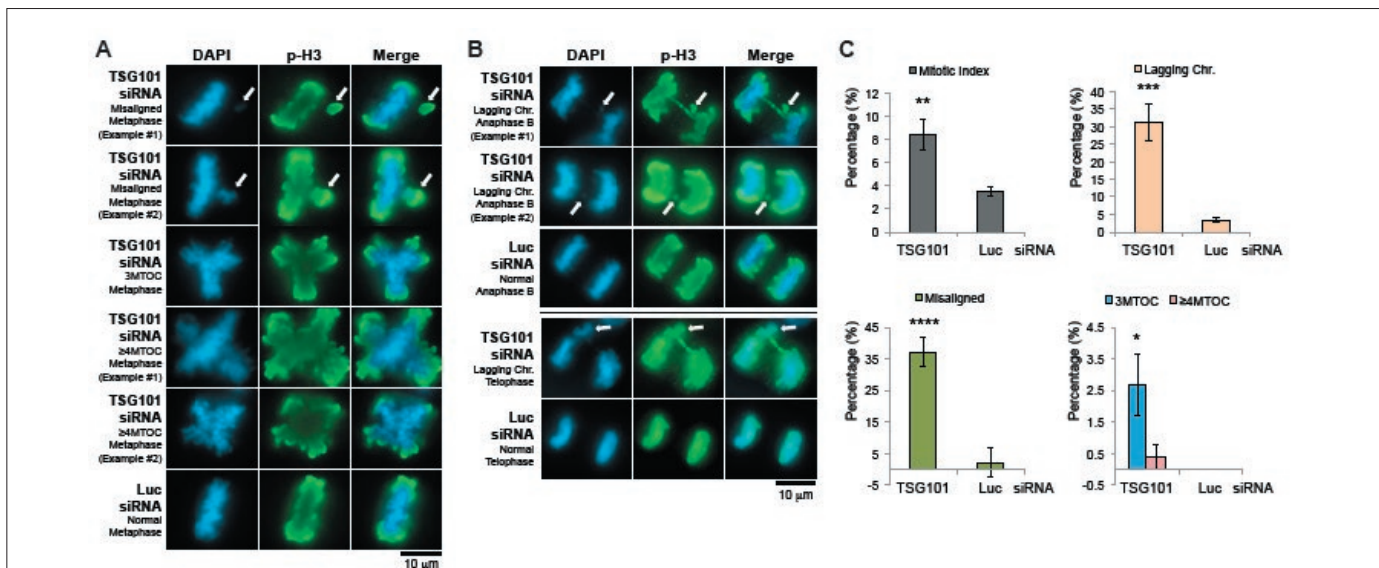 A
DAPI p-H3 Merge
TSG101
siRNA
Misaligned
Metaphase
(Example #1)
TSG101
siRNA
Misaligned
Metaphase
(Example #2)
TSG101
siRNA
3MTOC
Metaphase
TSG101
siRNA
≥4MTOC
Metaphase
(Example #1)
TSG101
siRNA
≥4MTOC
Metaphase
(Example #2)
Luc
siRNA
Normal
Metaphase
10 μm
B
DAPI p-H3 Merge
TSG101
siRNA
Lagging Chr.
Anaphase B
(Example #1)
TSG101
siRNA
Lagging Chr.
Anaphase B
(Example #2)
Luc
siRNA
Normal
Anaphase B
TSG101
siRNA
Lagging Chr.
Telophase
Luc
siRNA
Normal
Telophase
10 μm
C
Mitotic Index
Percentage (%)
12
10
8
6
4
2
0
**
TSG101 Luc siRNA
Lagging Chr.
Percentage (%)
40
35
30
25
20
15
10
5
0
***
TSG101 Luc siRNA
Misaligned
Percentage (%)
45
35
25
15
5
-5
****
TSG101 Luc siRNA
3MTOC ≥4MTOC
Percentage (%)
4.5
3.5
2.5
1.5
0.5
-0.5
*
TSG101 Luc siRNA